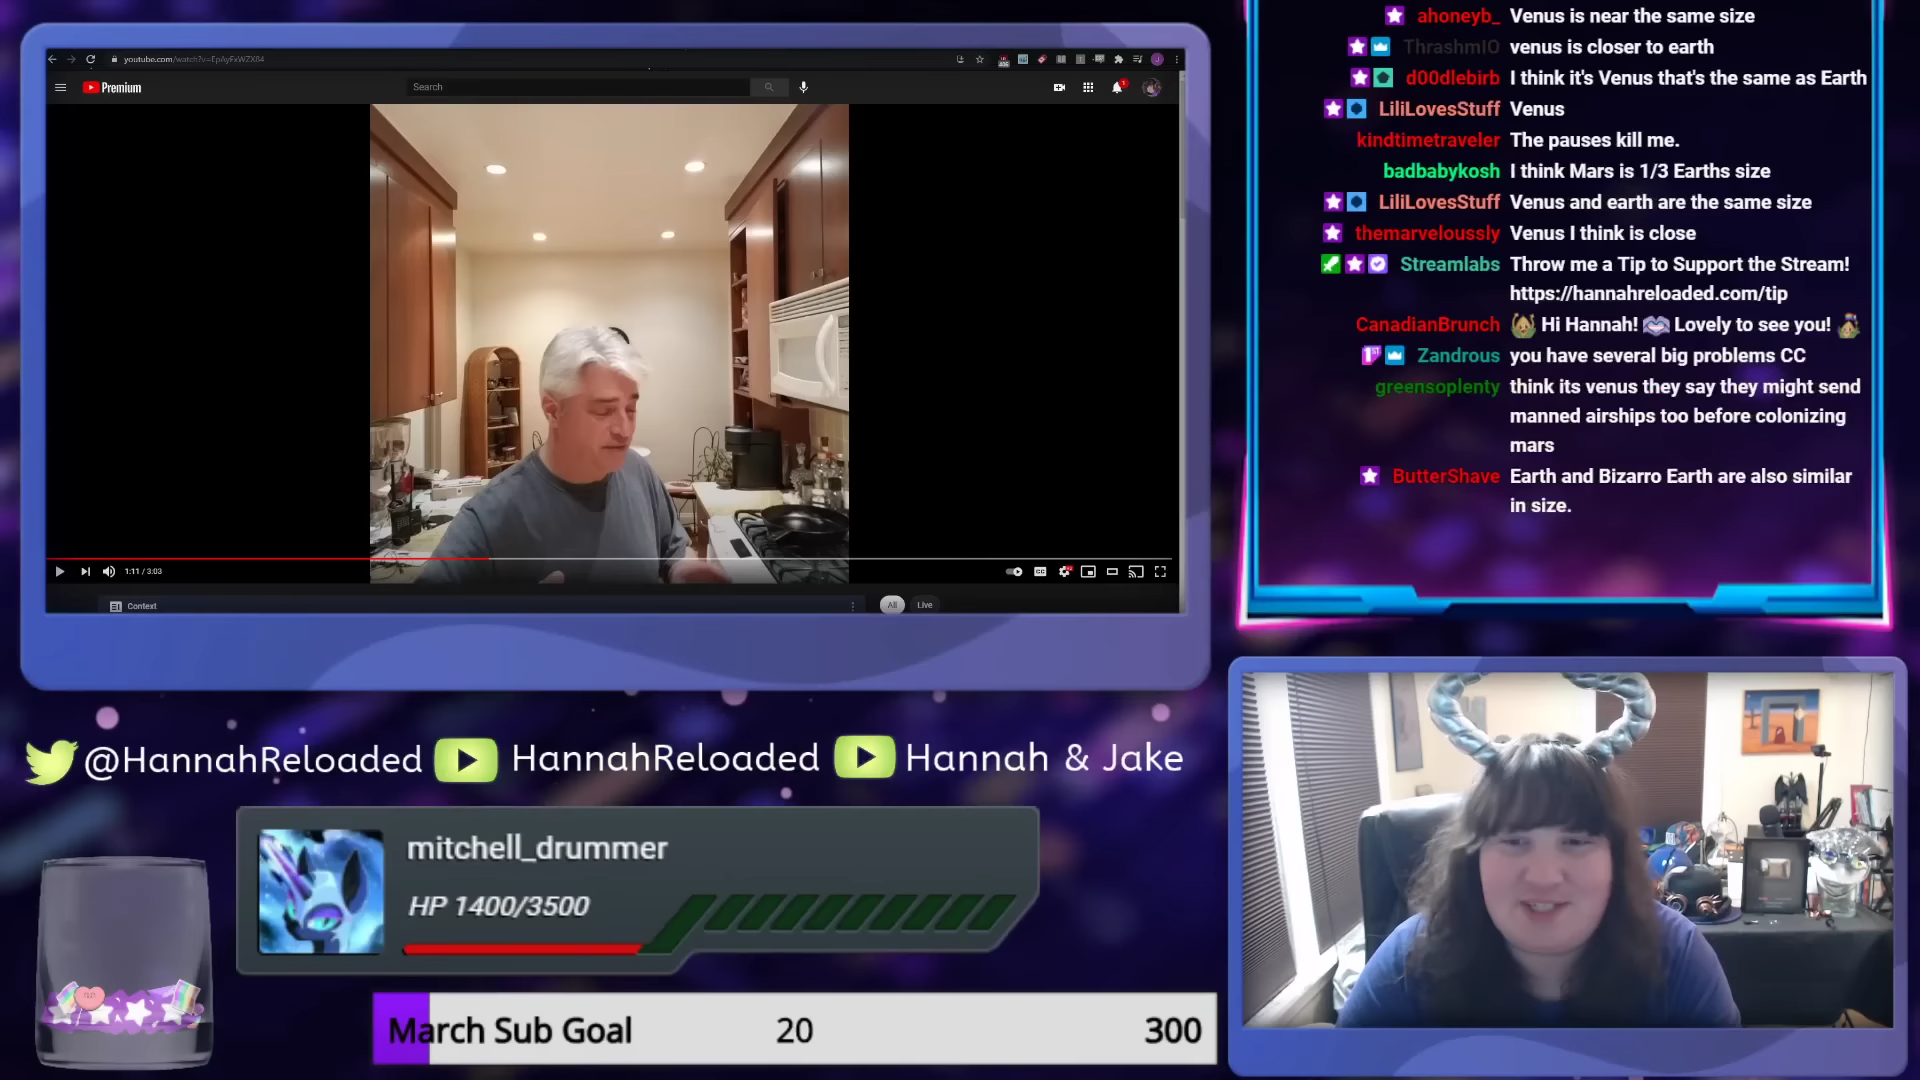 youtube.com/watch?v=EpAyFxWZX84
Premium
Search
1:11 / 3:03
Context
All
Live
ahoneyb_ Venus is near the same size
ThrashmIO venus is closer to earth
d00dlebirb I think it's Venus that's the same as Earth
LiliLovesStuff Venus
kindtimetraveler The pauses kill me.
badbabykosh I think Mars is 1/3 Earths size
LiliLovesStuff Venus and earth are the same size
themarveloussly Venus I think is close
Streamlabs Throw me a Tip to Support the Stream!
https://hannahreloaded.com/tip
CanadianBrunch Hi Hannah! Lovely to see you!
Zandrous you have several big problems CC
greensoplenty think its venus they say they might send
manned airships too before colonizing
mars
ButterShave Earth and Bizarro Earth are also similar
in size.
@HannahReloaded HannahReloaded Hannah & Jake
mitchell_drummer
HP 1400/3500
March Sub Goal 20 300